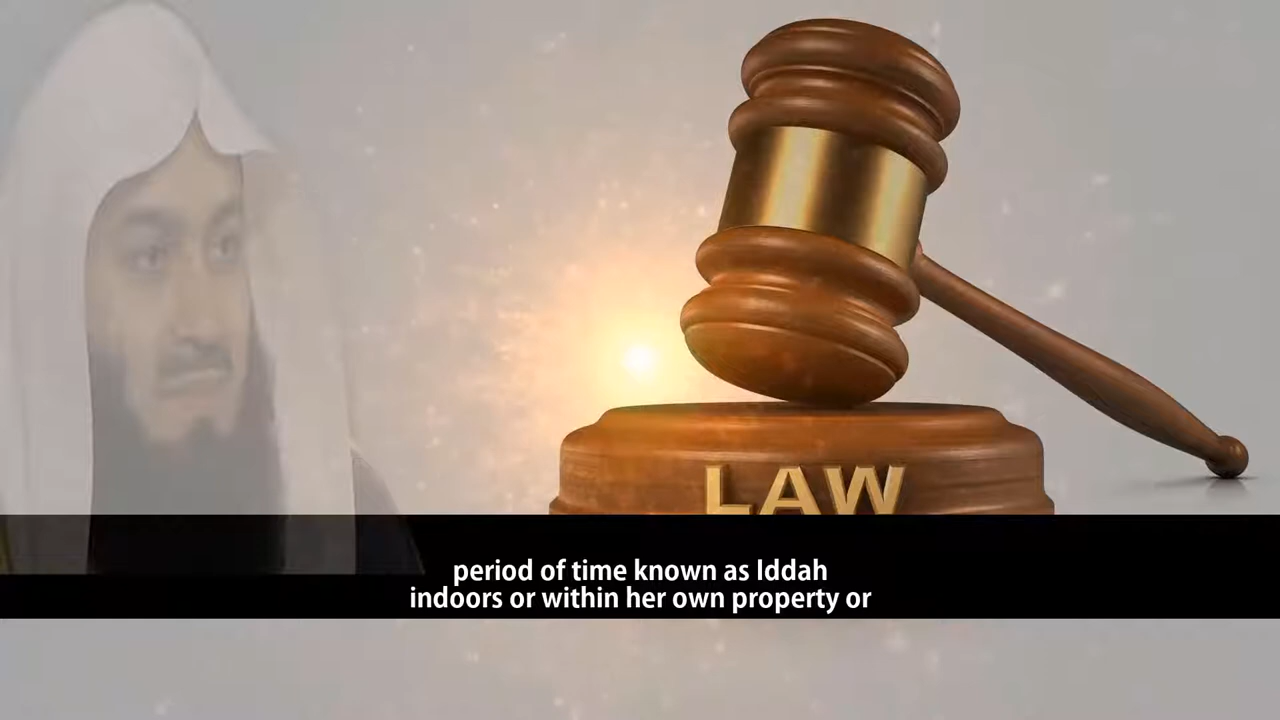 LAW
period of time known as Iddah
indoors or within her own property or